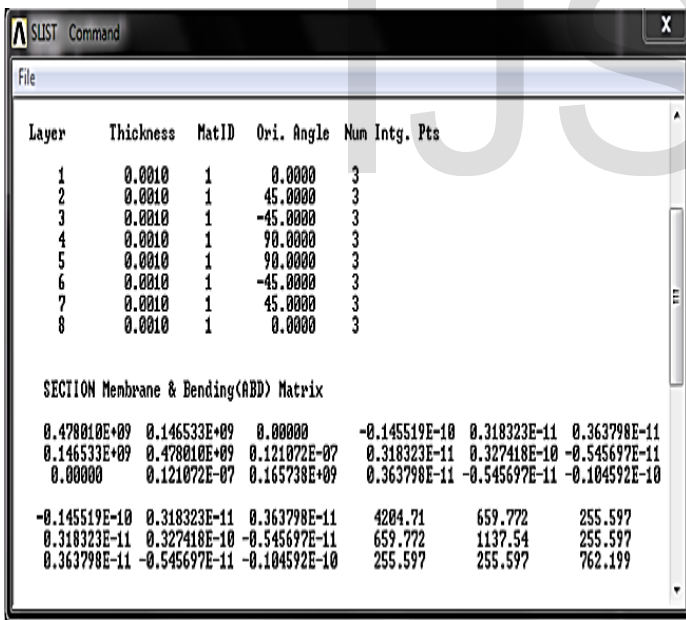 SLIST Command
X
File
Layer Thickness MatID Ori. Angle Num Intg. Pts
1 0.0010 1 0.0000 3
2 0.0010 1 45.0000 3
3 0.0010 1 -45.0000 3
4 0.0010 1 90.0000 3
5 0.0010 1 90.0000 3
6 0.0010 1 -45.0000 3
7 0.0010 1 45.0000 3
8 0.0010 1 0.0000 3
SECTION Membrane & Bending(ABD) Matrix
0.478010E+09 0.146533E+09 0.00000 -0.145519E-10 0.318323E-11 0.363798E-11
0.146533E+09 0.478010E+09 0.121072E-07 0.318323E-11 0.327418E-10 -0.545697E-11
0.00000 0.121072E-07 0.165738E+09 0.363798E-11 -0.545697E-11 -0.104592E-10
-0.145519E-10 0.318323E-11 0.363798E-11 4204.71 659.772 255.597
0.318323E-11 0.327418E-10 -0.545697E-11 659.772 1137.54 255.597
0.363798E-11 -0.545697E-11 -0.104592E-10 255.597 255.597 762.199